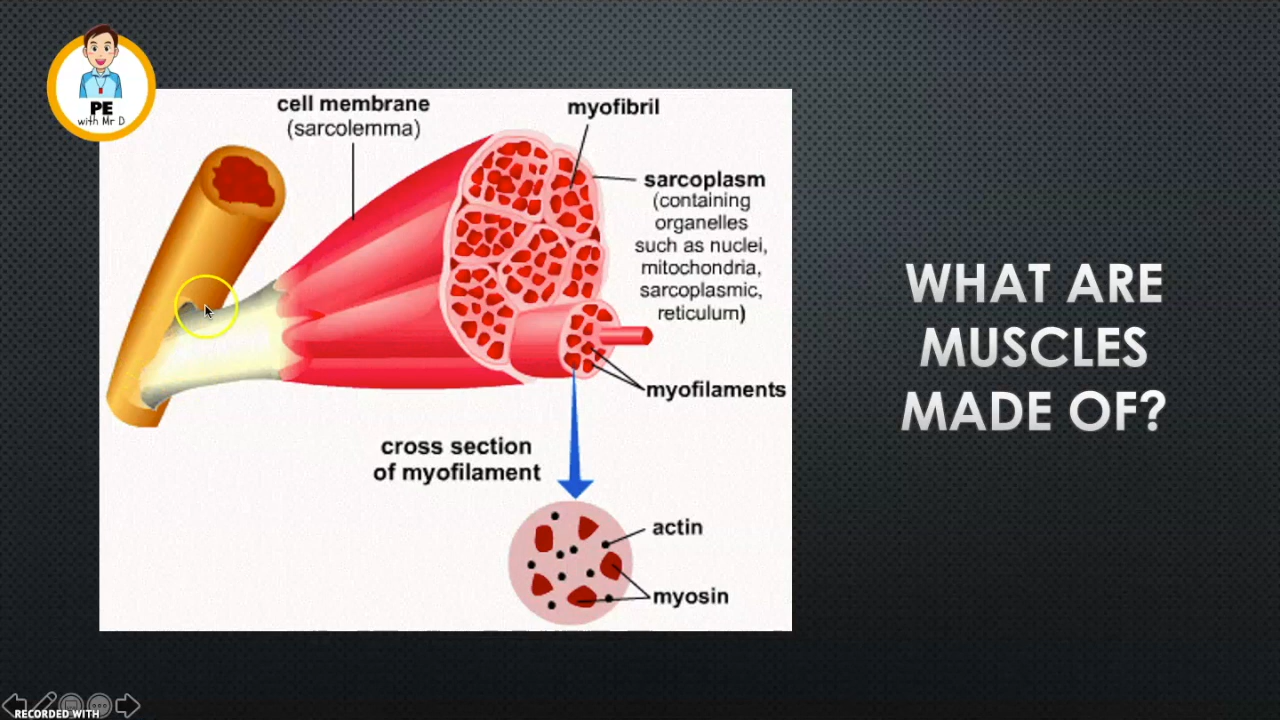 PE
with Mr D
cell membrane
(sarcolemma)
myofibril
sarcoplasm
(containing
organelles
such as nuclei,
mitochondria,
sarcoplasmic,
reticulum)
myofilaments
cross section
of myofilament
actin
myosin
WHAT ARE
MUSCLES
MADE OF?
RECORDED WITH